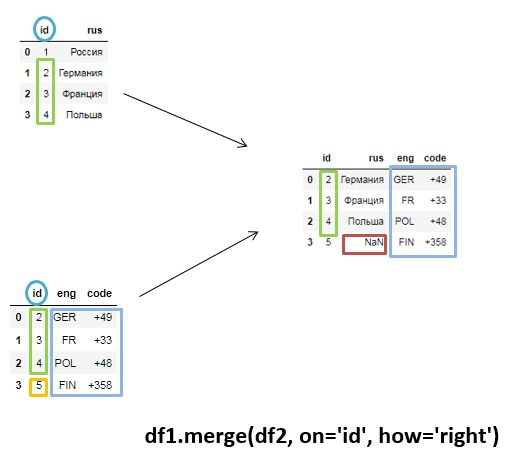 id rus
0 1 Россия
1 2 Германия
2 3 Франция
3 4 Польша
id rus eng code
0 2 Германия GER +49
1 3 Франция FR +33
2 4 Польша POL +48
3 5 NaN FIN +358
id eng code
0 2 GER +49
1 3 FR +33
2 4 POL +48
3 5 FIN +358
df1.merge(df2, on='id', how='right')